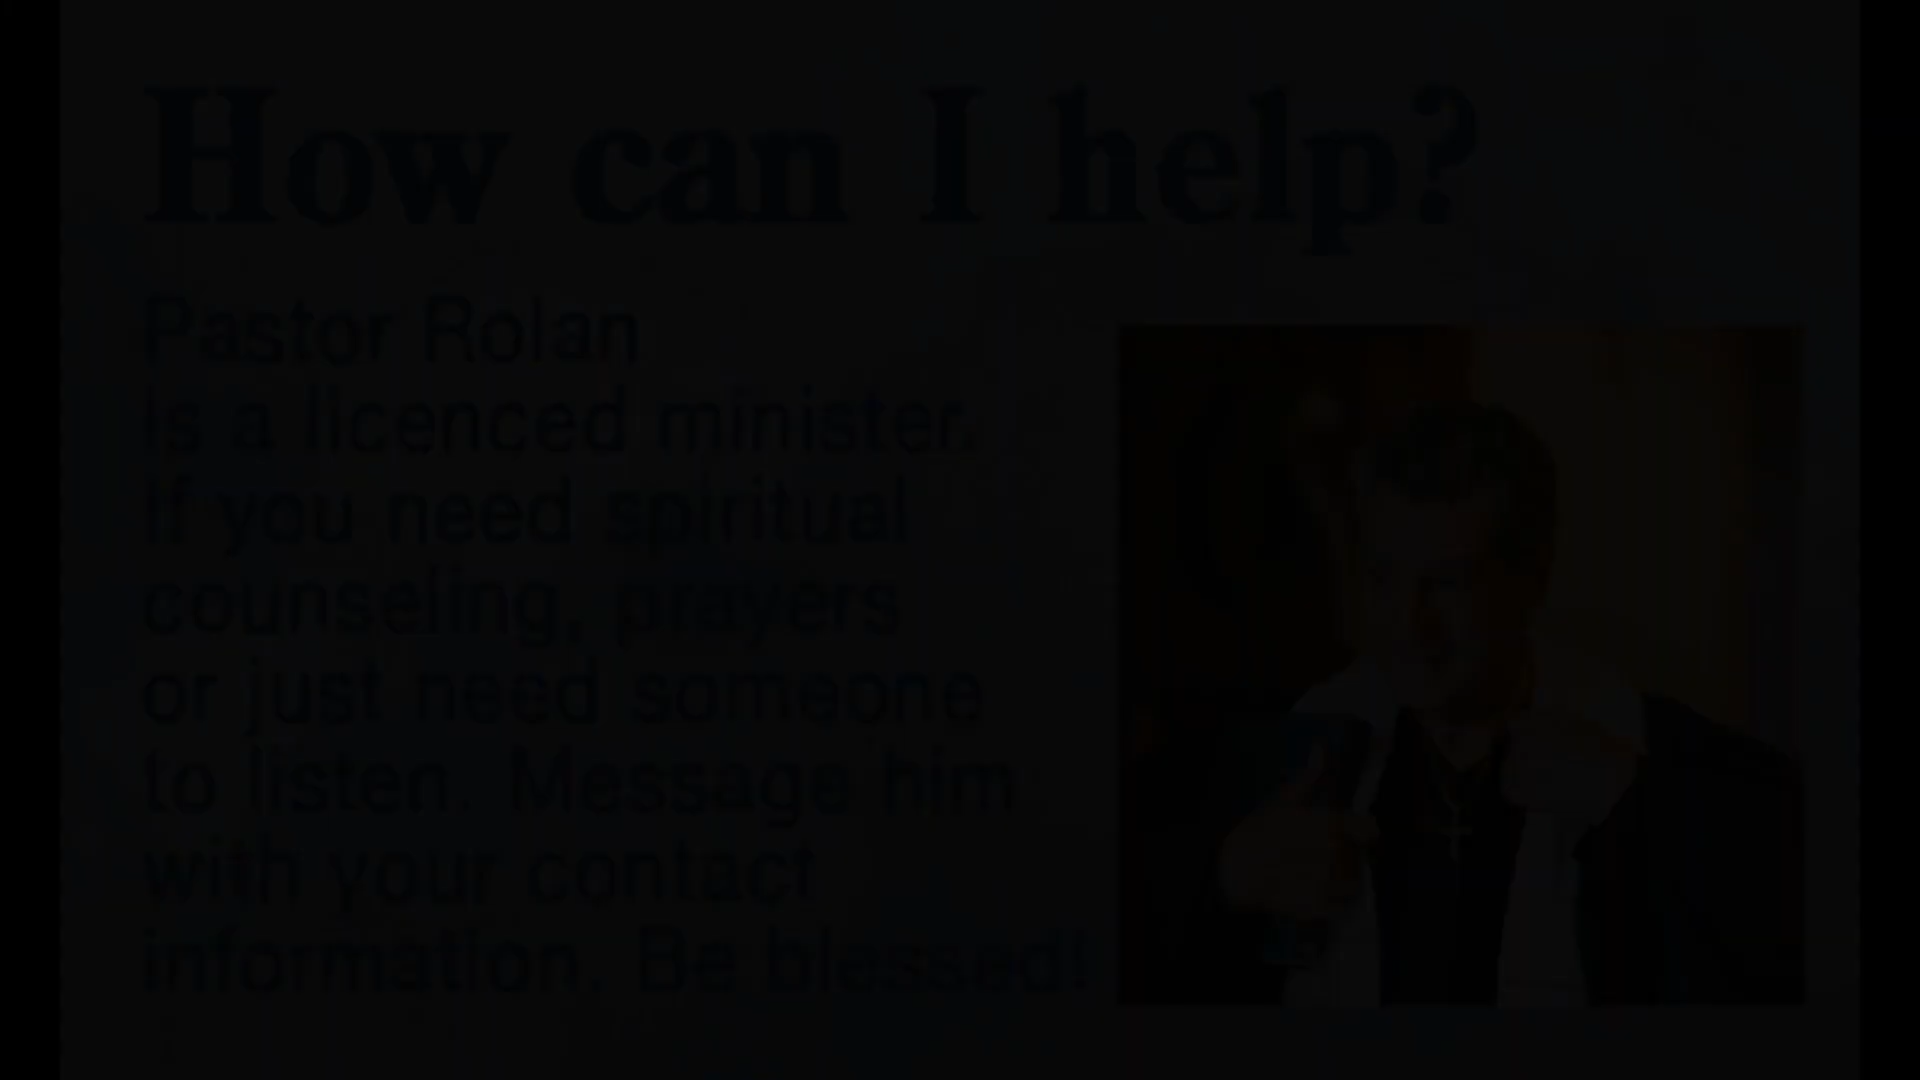 How can I help?
Pastor Rolan
is a licenced minister.
If you need spiritual
counseling, prayers
or just need someone
to listen. Message him
with your contact
information. Be blessed!